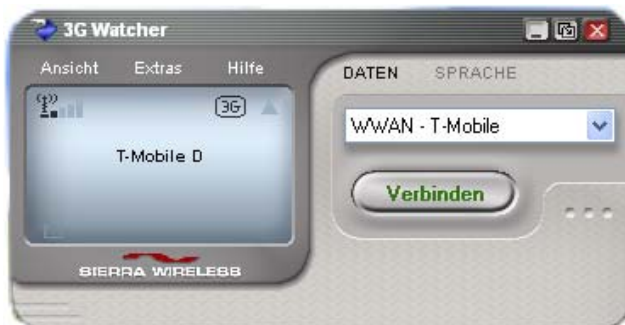 3G Watcher
Ansicht Extras Hilfe
DATEN SPRACHE
3G
WWAN - T-Mobile
T-Mobile D
Verbinden
SIERRA WIRELESS